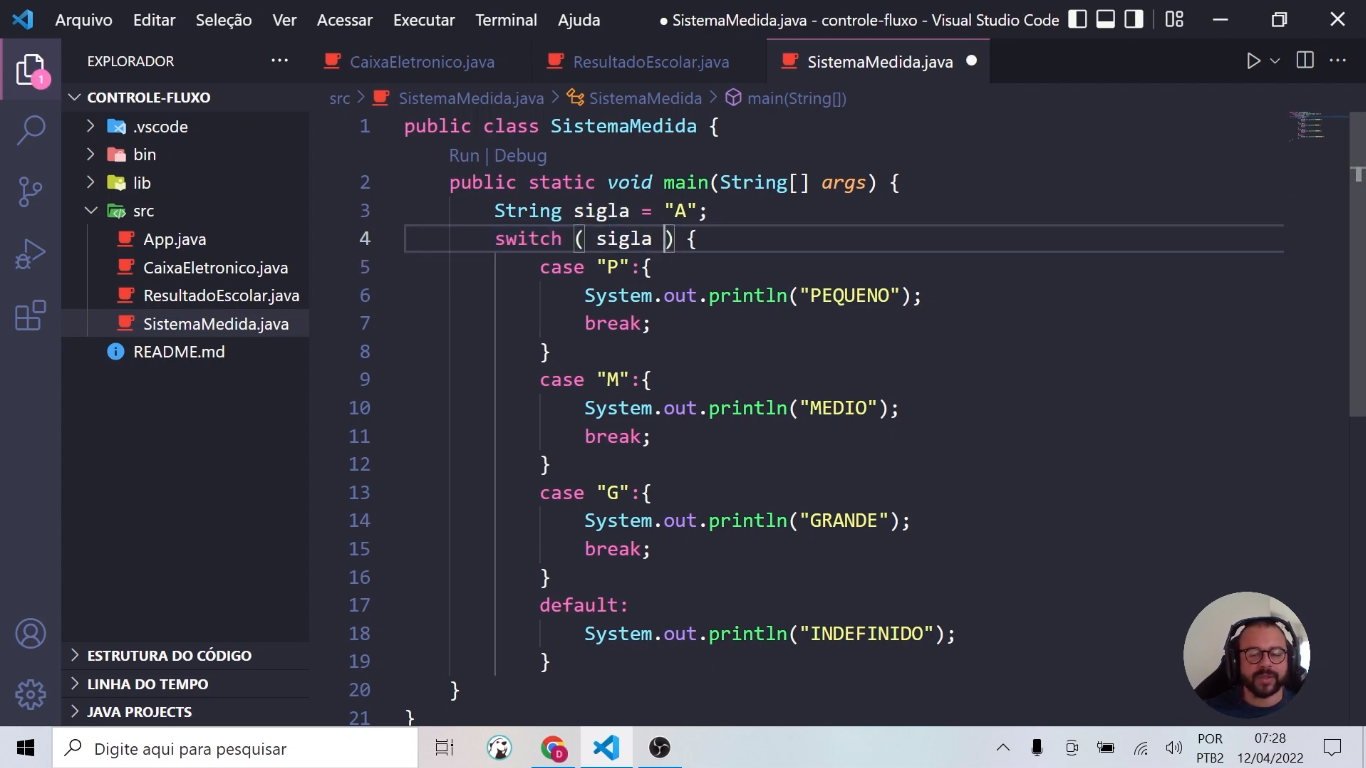 Arquivo Editar Seleção Ver Acessar Executar Terminal Ajuda ● SistemaMedida.java - controle-fluxo - Visual Studio Code
EXPLORADOR ··· CaixaEletronico.java ResultadoEscolar.java SistemaMedida.java
1
CONTROLE-FLUXO
src > SistemaMedida.java > SistemaMedida > main(String[])
.vscode
bin
lib
src
App.java
CaixaEletronico.java
ResultadoEscolar.java
SistemaMedida.java
README.md
ESTRUTURA DO CÓDIGO
LINHA DO TEMPO
JAVA PROJECTS
1 public class SistemaMedida {
Run | Debug
2 public static void main(String[] args) {
3 String sigla = "A";
4 switch ( sigla ) {
5 case "P":{
6 System.out.println("PEQUENO");
7 break;
8 }
9 case "M":{
10 System.out.println("MEDIO");
11 break;
12 }
13 case "G":{
14 System.out.println("GRANDE");
15 break;
16 }
17 default:
18 System.out.println("INDEFINIDO");
19 }
20 }
21 }
Digite aqui para pesquisar
D
POR
PTB2
07:28
12/04/2022